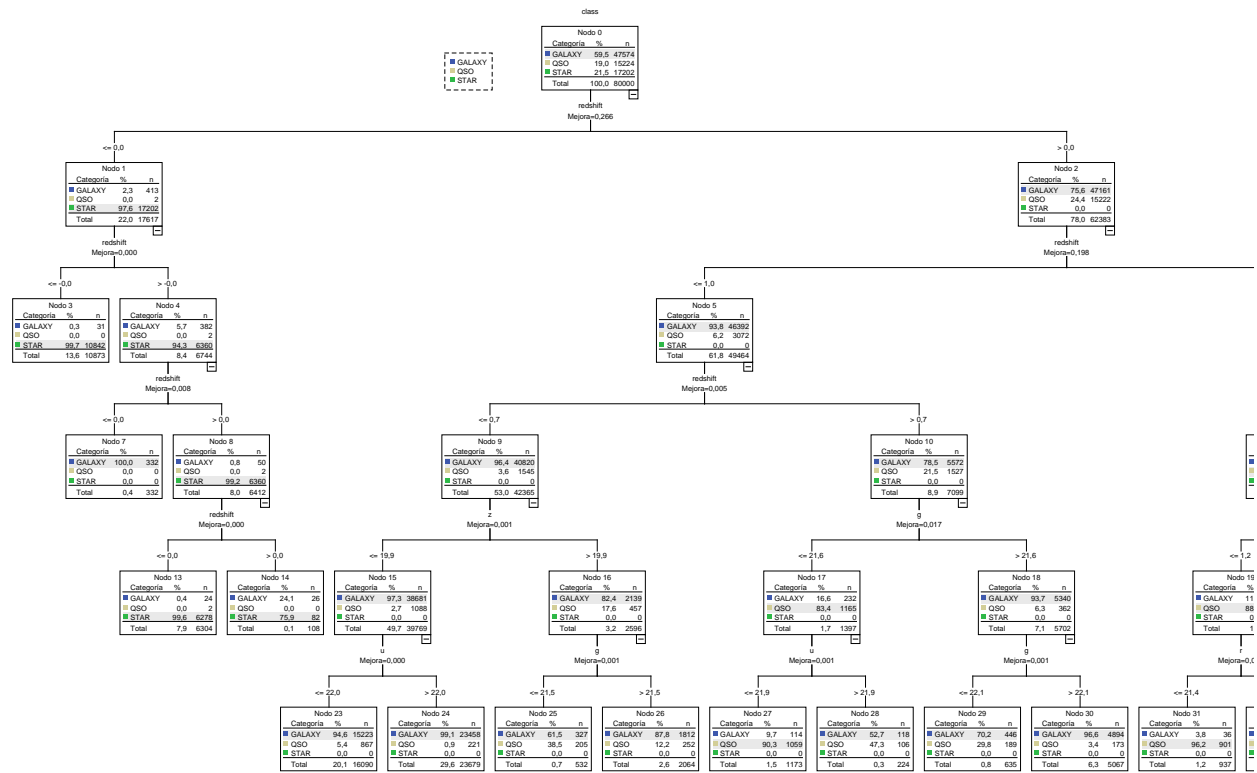 class
Nodo 0
Categoría % n
GALAXY 59,5 47574
QSO 19,0 15224
STAR 21,5 17202
Total 100,0 80000
GALAXY
QSO
STAR
redshift
Mejora=0,266
<= 0,0
> 0,0
Nodo 1
Categoría % n
GALAXY 2,3 413
QSO 0,0 2
STAR 97,6 17202
Total 22,0 17617
Nodo 2
Categoría % n
GALAXY 75,6 47161
QSO 24,4 15222
STAR 0,0 0
Total 78,0 62383
redshift
Mejora=0,000
redshift
Mejora=0,198
<= -0,0
> -0,0
<= 1,0
Nodo 3
Categoría % n
GALAXY 0,3 31
QSO 0,0 0
STAR 99,7 10842
Total 13,6 10873
Nodo 4
Categoría % n
GALAXY 5,7 382
QSO 0,0 2
STAR 94,3 6360
Total 8,4 6744
Nodo 5
Categoría % n
GALAXY 93,8 46392
QSO 6,2 3072
STAR 0,0 0
Total 61,8 49464
redshift
Mejora=0,008
redshift
Mejora=0,005
<= 0,0
> 0,0
<= 0,7
> 0,7
Nodo 7
Categoría % n
GALAXY 100,0 332
QSO 0,0 0
STAR 0,0 0
Total 0,4 332
Nodo 8
Categoría % n
GALAXY 0,8 50
QSO 0,0 2
STAR 99,2 6360
Total 8,0 6412
Nodo 9
Categoría % n
GALAXY 96,4 40820
QSO 3,6 1545
STAR 0,0 0
Total 53,0 42365
Nodo 10
Categoría % n
GALAXY 78,5 5572
QSO 21,5 1527
STAR 0,0 0
Total 8,9 7099
redshift
Mejora=0,000
z
Mejora=0,001
g
Mejora=0,017
<= 0,0
> 0,0
<= 19,9
> 19,9
<= 21,6
> 21,6
<= 1,2
Nodo 13
Categoría % n
GALAXY 0,4 24
QSO 0,0 2
STAR 99,6 6278
Total 7,9 6304
Nodo 14
Categoría % n
GALAXY 24,1 26
QSO 0,0 0
STAR 75,9 82
Total 0,1 108
Nodo 15
Categoría % n
GALAXY 97,3 38681
QSO 2,7 1088
STAR 0,0 0
Total 49,7 39769
Nodo 16
Categoría % n
GALAXY 82,4 2139
QSO 17,6 457
STAR 0,0 0
Total 3,2 2596
Nodo 17
Categoría % n
GALAXY 16,6 232
QSO 83,4 1165
STAR 0,0 0
Total 1,7 1397
Nodo 18
Categoría % n
GALAXY 93,7 5340
QSO 6,3 362
STAR 0,0 0
Total 7,1 5702
Nodo 19
Categoría %
GALAXY 11
QSO 88
STAR 0
Total 1
u
Mejora=0,000
g
Mejora=0,001
u
Mejora=0,001
g
Mejora=0,001
r
Mejora=0,0
<= 22,0
> 22,0
<= 21,5
> 21,5
<= 21,9
> 21,9
<= 22,1
> 22,1
<= 21,4
Nodo 23
Categoría % n
GALAXY 94,6 15223
QSO 5,4 867
STAR 0,0 0
Total 20,1 16090
Nodo 24
Categoría % n
GALAXY 99,1 23458
QSO 0,9 221
STAR 0,0 0
Total 29,6 23679
Nodo 25
Categoría % n
GALAXY 61,5 327
QSO 38,5 205
STAR 0,0 0
Total 0,7 532
Nodo 26
Categoría % n
GALAXY 87,8 1812
QSO 12,2 252
STAR 0,0 0
Total 2,6 2064
Nodo 27
Categoría % n
GALAXY 9,7 114
QSO 90,3 1059
STAR 0,0 0
Total 1,5 1173
Nodo 28
Categoría % n
GALAXY 52,7 118
QSO 47,3 106
STAR 0,0 0
Total 0,3 224
Nodo 29
Categoría % n
GALAXY 70,2 446
QSO 29,8 189
STAR 0,0 0
Total 0,8 635
Nodo 30
Categoría % n
GALAXY 96,6 4894
QSO 3,4 173
STAR 0,0 0
Total 6,3 5067
Nodo 31
Categoría % n
GALAXY 3,8 36
QSO 96,2 901
STAR 0,0 0
Total 1,2 937